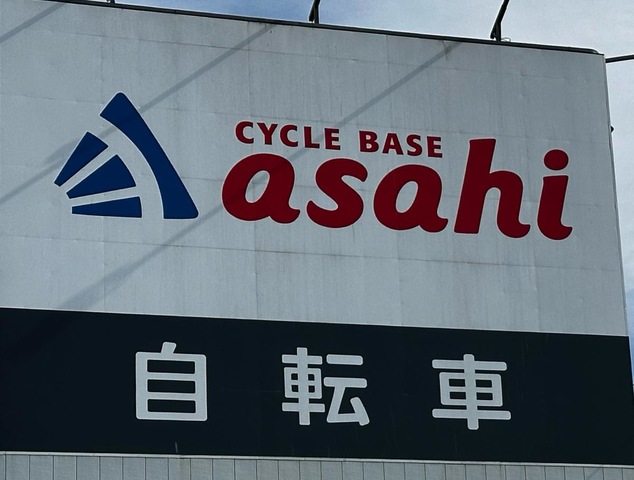 CYCLE BASE
asahi
自転車